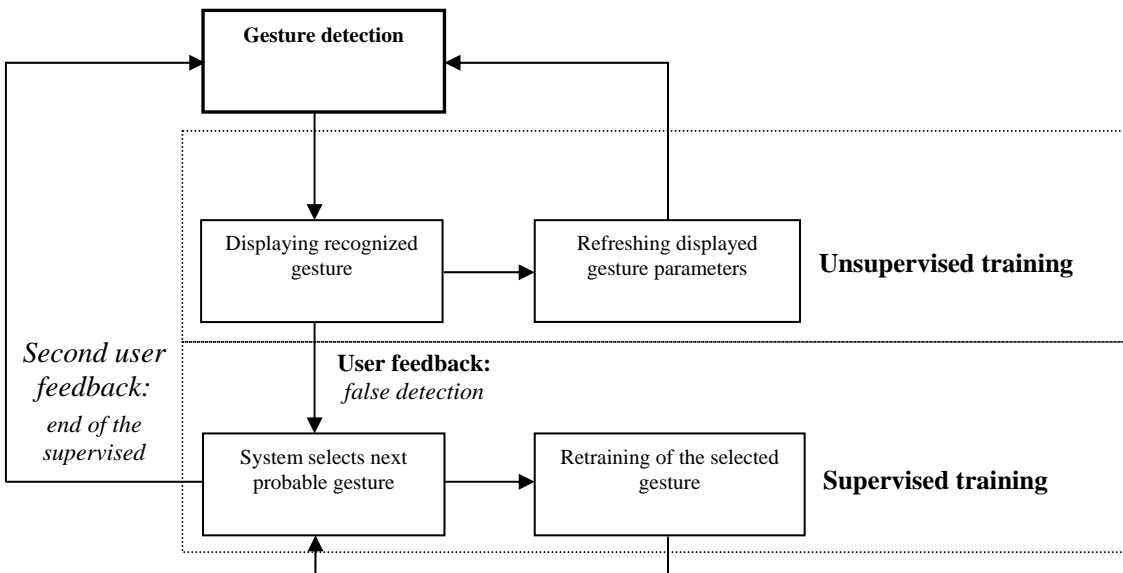 Gesture detection
Displaying recognized
gesture
Refreshing displayed
gesture parameters
Unsupervised training
Second user
feedback:
end of the
supervised
User feedback:
false detection
System selects next
probable gesture
Retraining of the selected
gesture
Supervised training